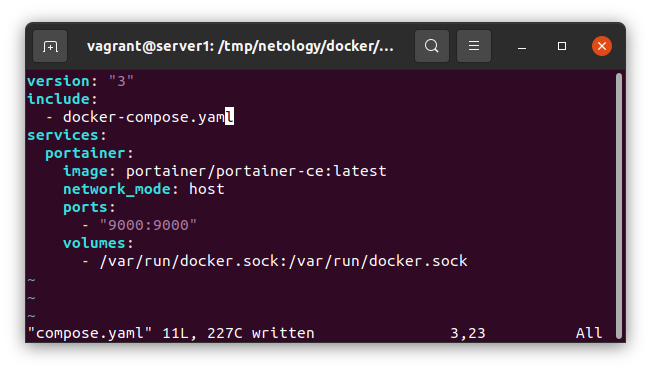 vagrant@server1: /tmp/netology/docker/...
version: "3"
include:
  - docker-compose.yaml
services:
  portainer:
    image: portainer/portainer-ce:latest
    network_mode: host
    ports:
      - "9000:9000"
    volumes:
      - /var/run/docker.sock:/var/run/docker.sock
~
~
~
"compose.yaml" 11L, 227C written 3,23 All